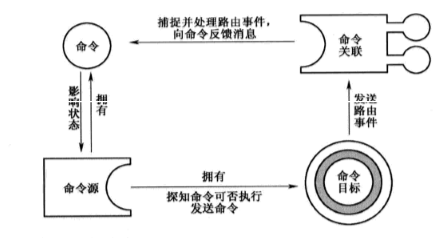 捕捉并处理路由事件，
向命令反馈消息
命令
命令
关联
影响状态
拥有
发送
路由
事件
命令源
拥有
探知命令可否执行
发送命令
命令
目标